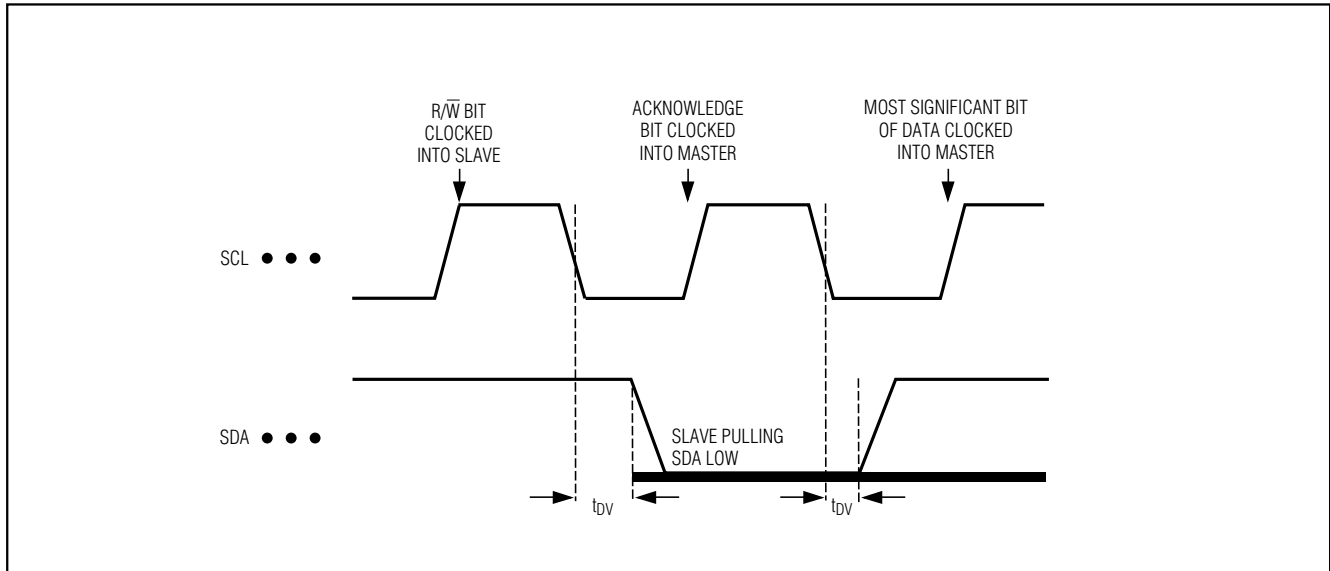 R/W̅ BIT
CLOCKED
INTO SLAVE
ACKNOWLEDGE
BIT CLOCKED
INTO MASTER
MOST SIGNIFICANT BIT
OF DATA CLOCKED
INTO MASTER
SCL
SDA
SLAVE PULLING
SDA LOW
tDV
tDV